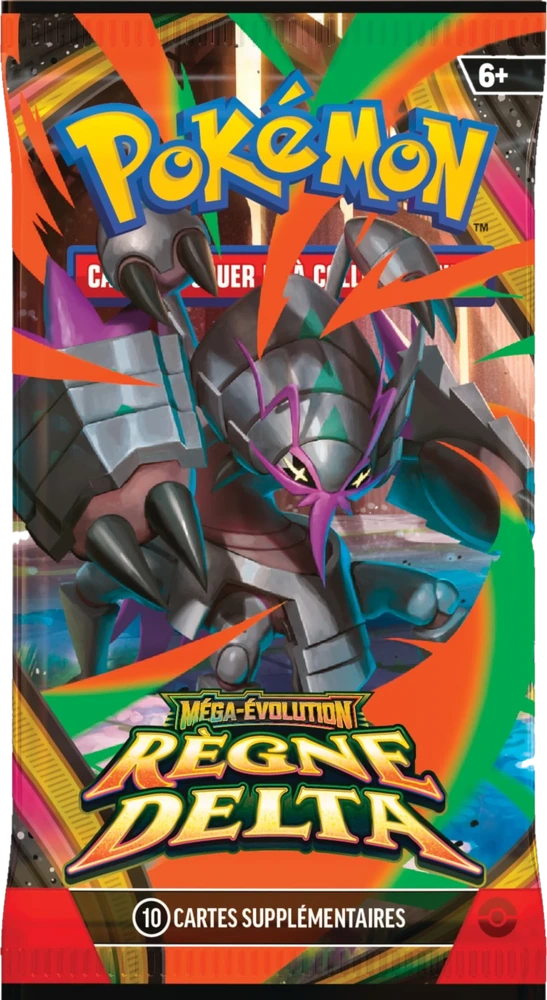 6+
POKÉMON
TM
MÉGA-ÉVOLUTION
RÈGNE
DELTA
10 CARTES SUPPLÉMENTAIRES